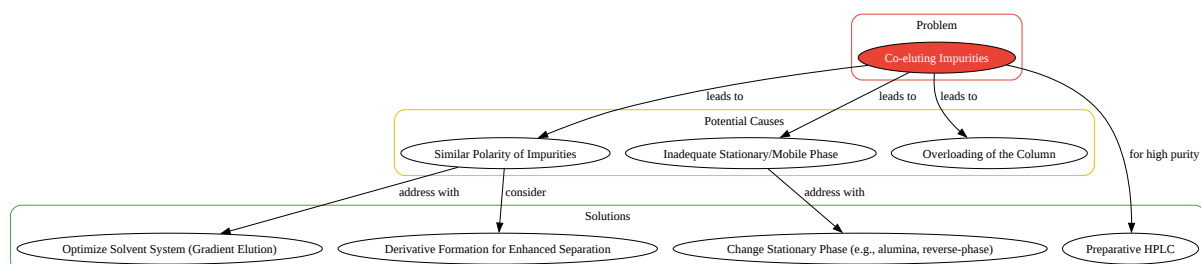 Problem
Co-eluting Impurities
leads to
leads to
leads to
Potential Causes
Similar Polarity of Impurities
Inadequate Stationary/Mobile Phase
Overloading of the Column
for high purity
address with
consider
address with
Solutions
Optimize Solvent System (Gradient Elution)
Derivative Formation for Enhanced Separation
Change Stationary Phase (e.g., alumina, reverse-phase)
Preparative HPLC